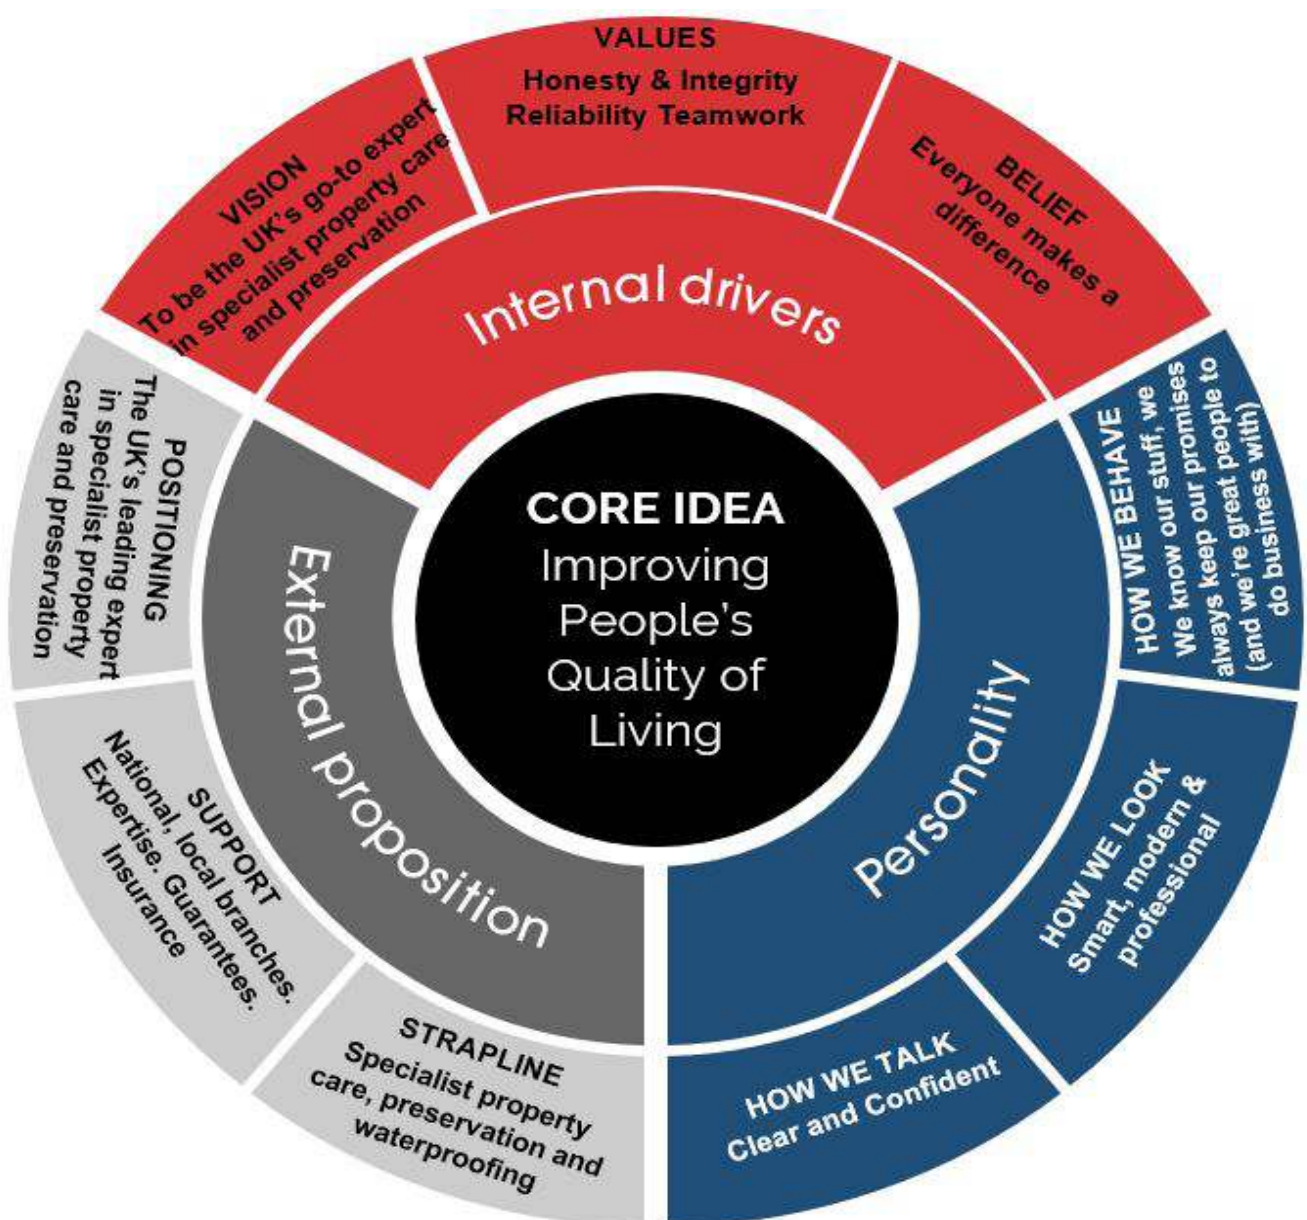 VALUES
Honesty & Integrity
Reliability Teamwork
BELIEF
Everyone makes a
difference
VISION
To be the UK's go-to expert
in specialist property care
and preservation
Internal drivers
HOW WE BEHAVE
We know our stuff, we
always keep our promises
(and we're great people to
do business with)
HOW WE LOOK
Smart, modern &
professional
HOW WE TALK
Clear and Confident
Personality
STRAPLINE
Specialist property
care, preservation and
waterproofing
SUPPORT
National, local branches.
Expertise. Guarantees.
Insurance
POSITIONING
The UK's leading expert
in specialist property
care and preservation
External proposition
CORE IDEA
Improving
People's
Quality of
Living